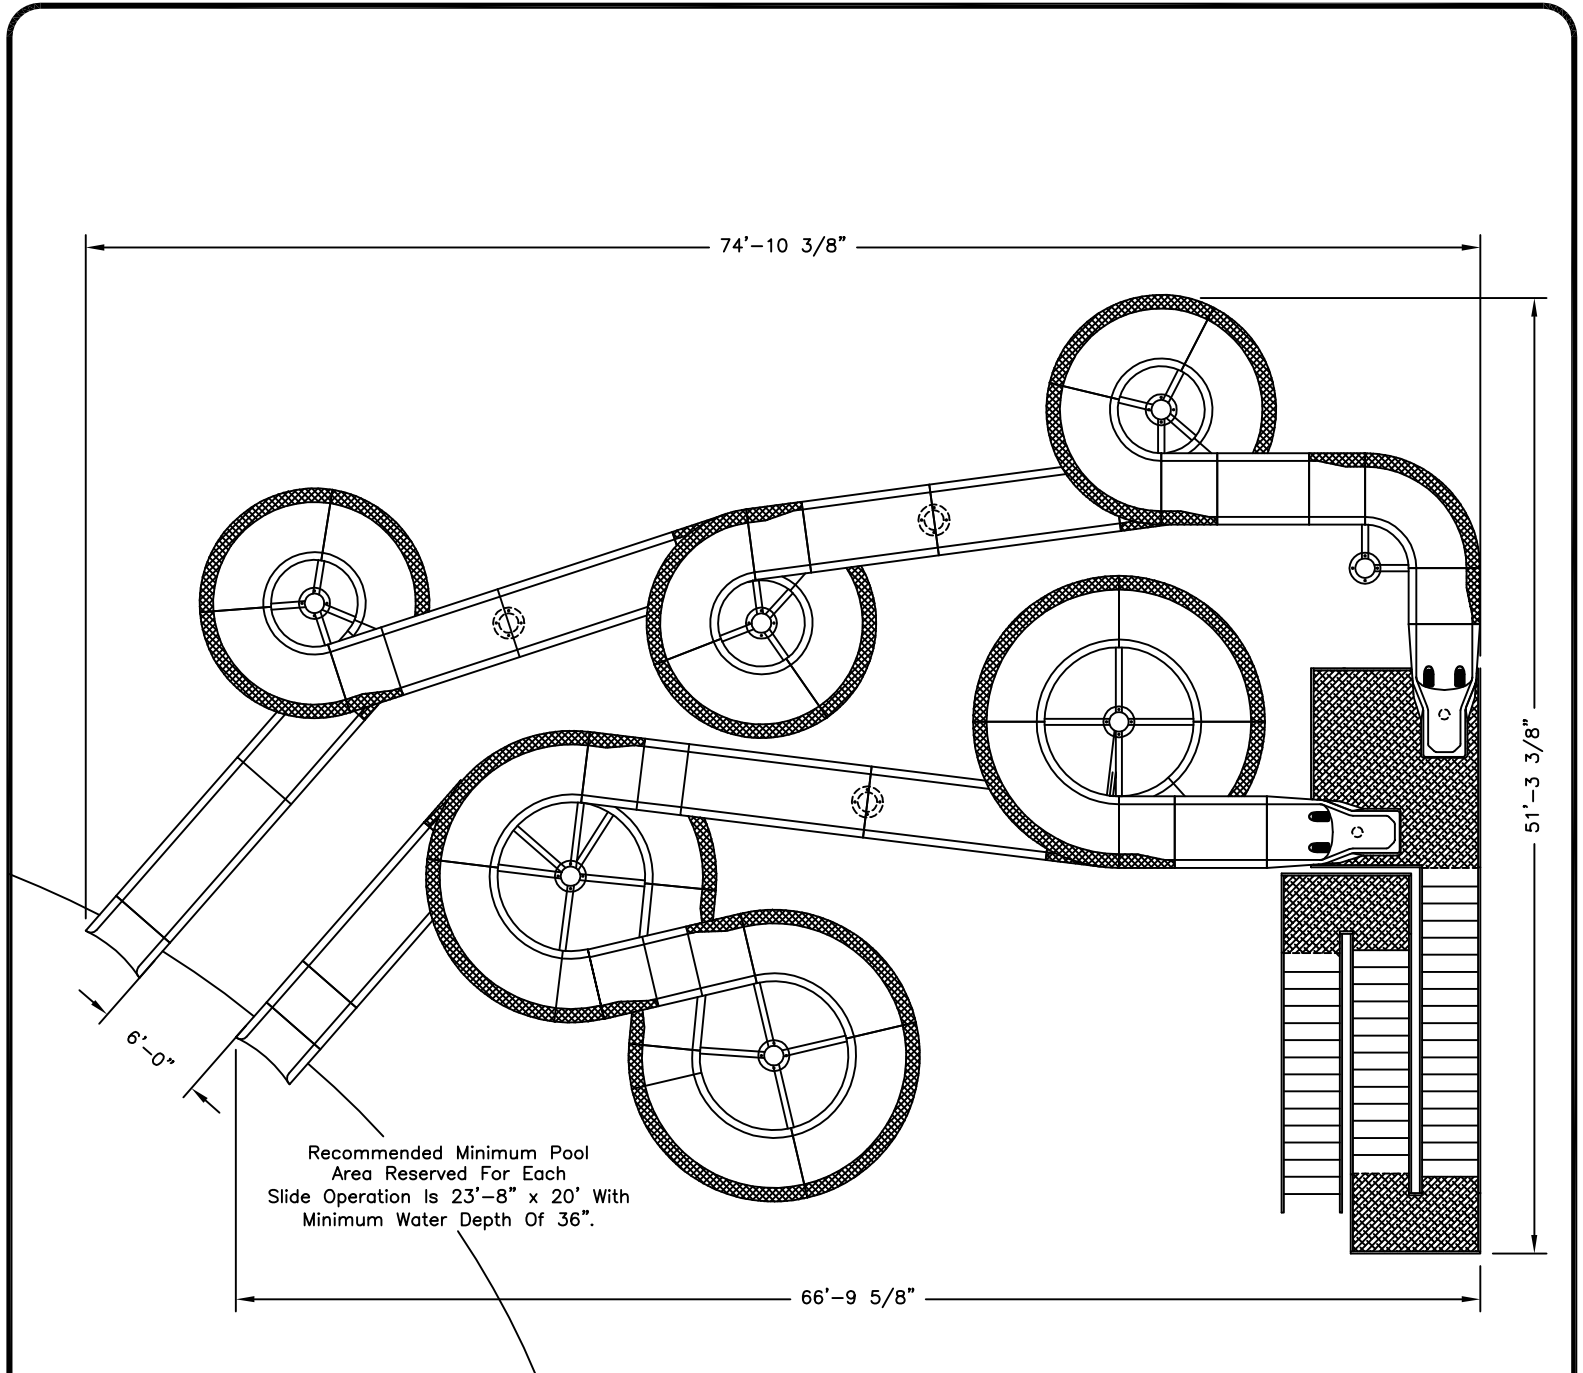 74'-10 3/8"
51'-3 3/8"
6'-0"
Recommended Minimum Pool
Area Reserved For Each
Slide Operation Is 23'-8" x 20' With
Minimum Water Depth Of 36".
66'-9 5/8"